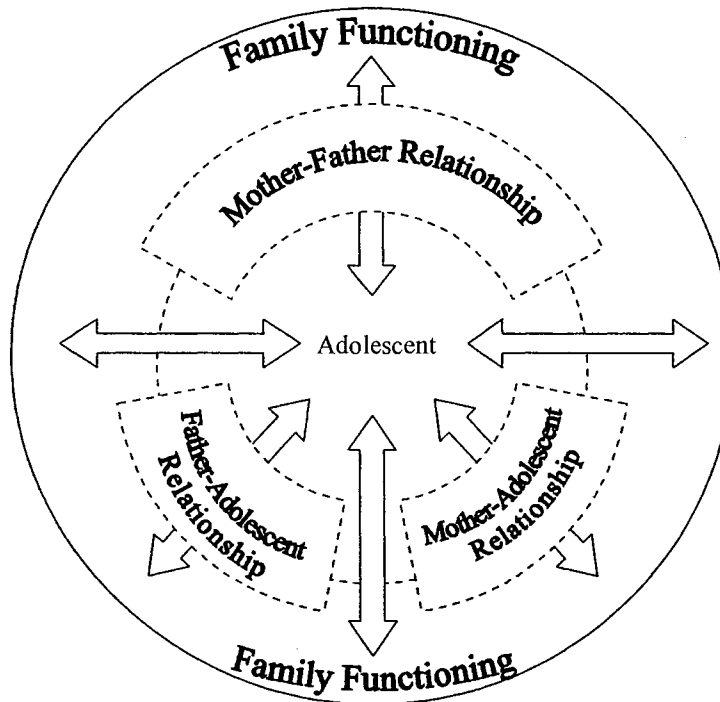 Family Functioning
Mother-Father Relationship
Adolescent
Father-Adolescent
Relationship
Mother-Adolescent
Relationship
Family Functioning